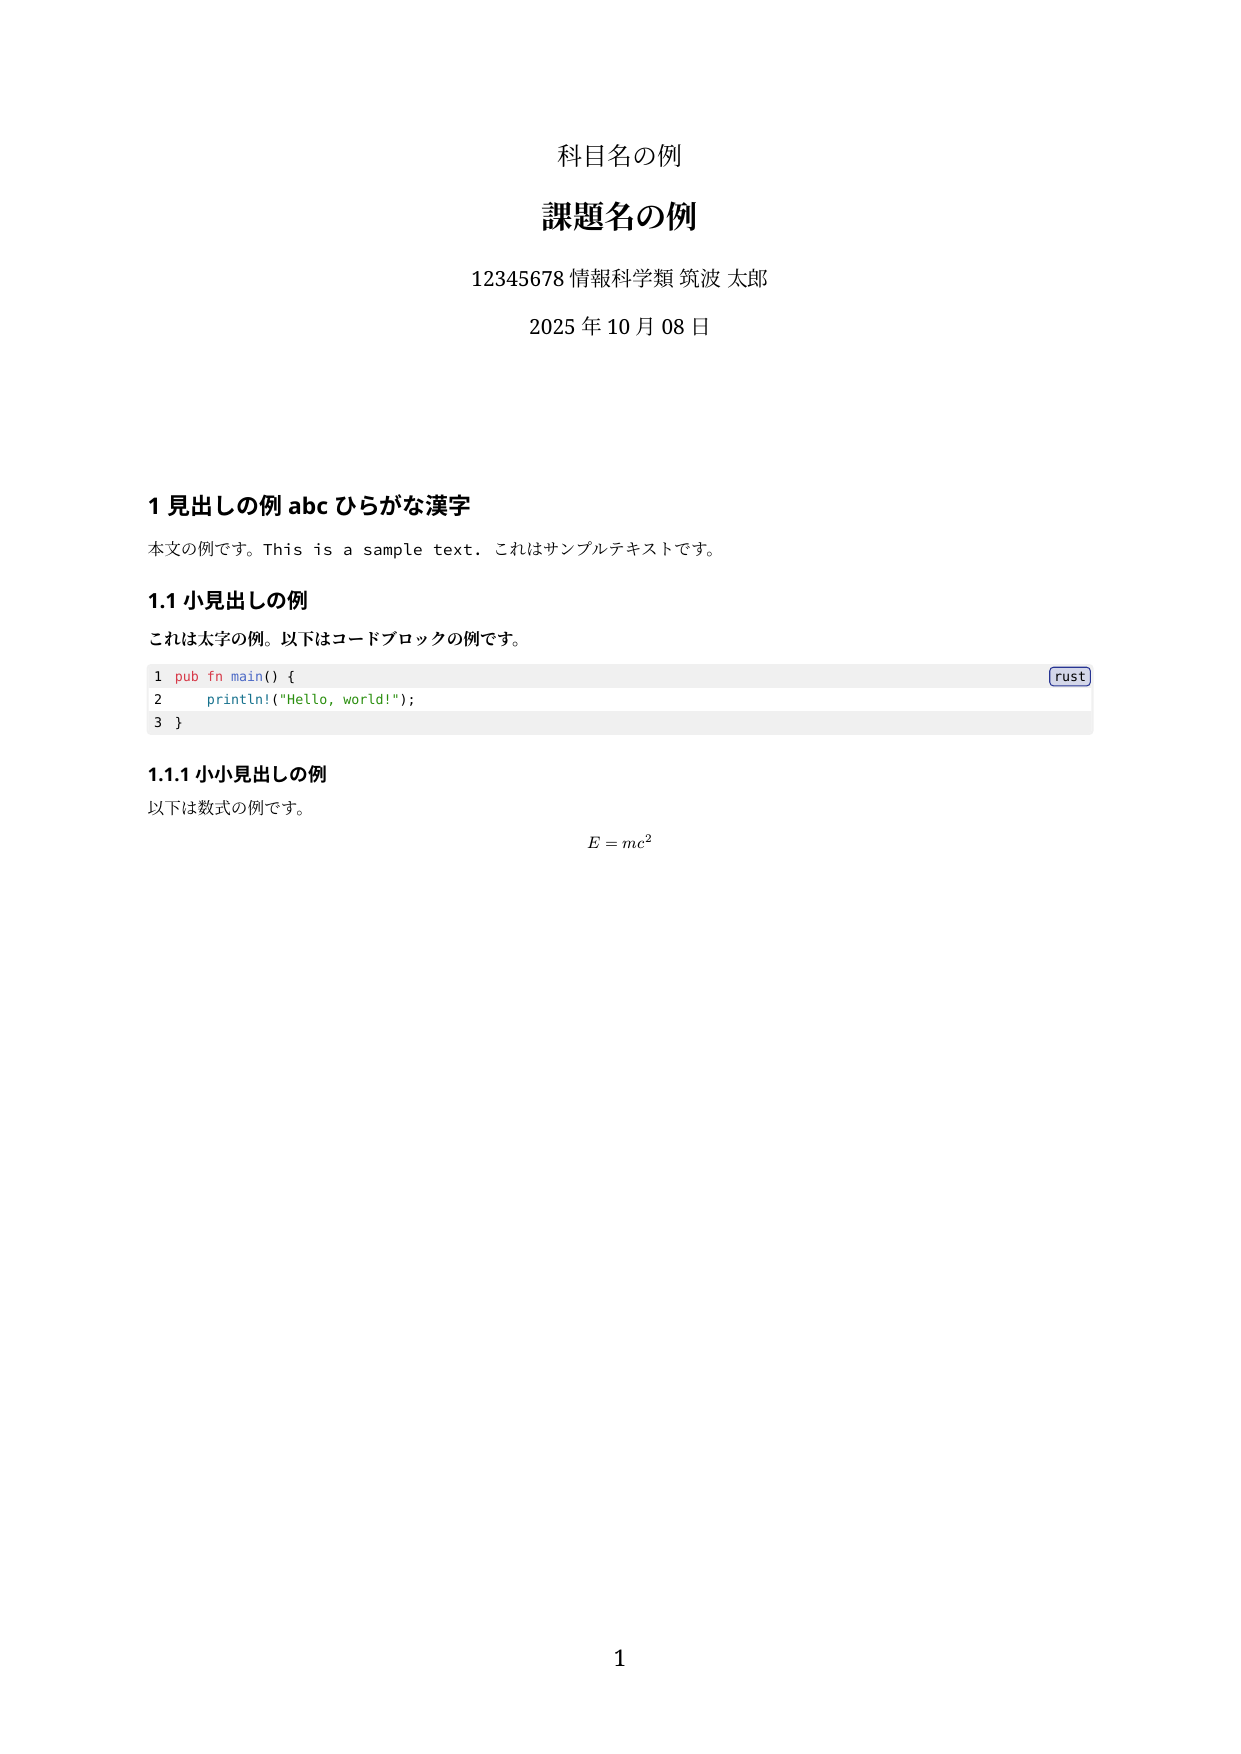 科目名の例
課題名の例
12345678 情報科学類 筑波 太郎
2025 年 10 月 08 日
1 見出しの例 abc ひらがな漢字
本文の例です。This is a sample text. これはサンプルテキストです。
1.1 小見出しの例
これは太字の例。以下はコードブロックの例です。
1 pub fn main() { rust
2     println!("Hello, world!");
3 }
1.1.1 小小見出しの例
以下は数式の例です。
E = mc²
1